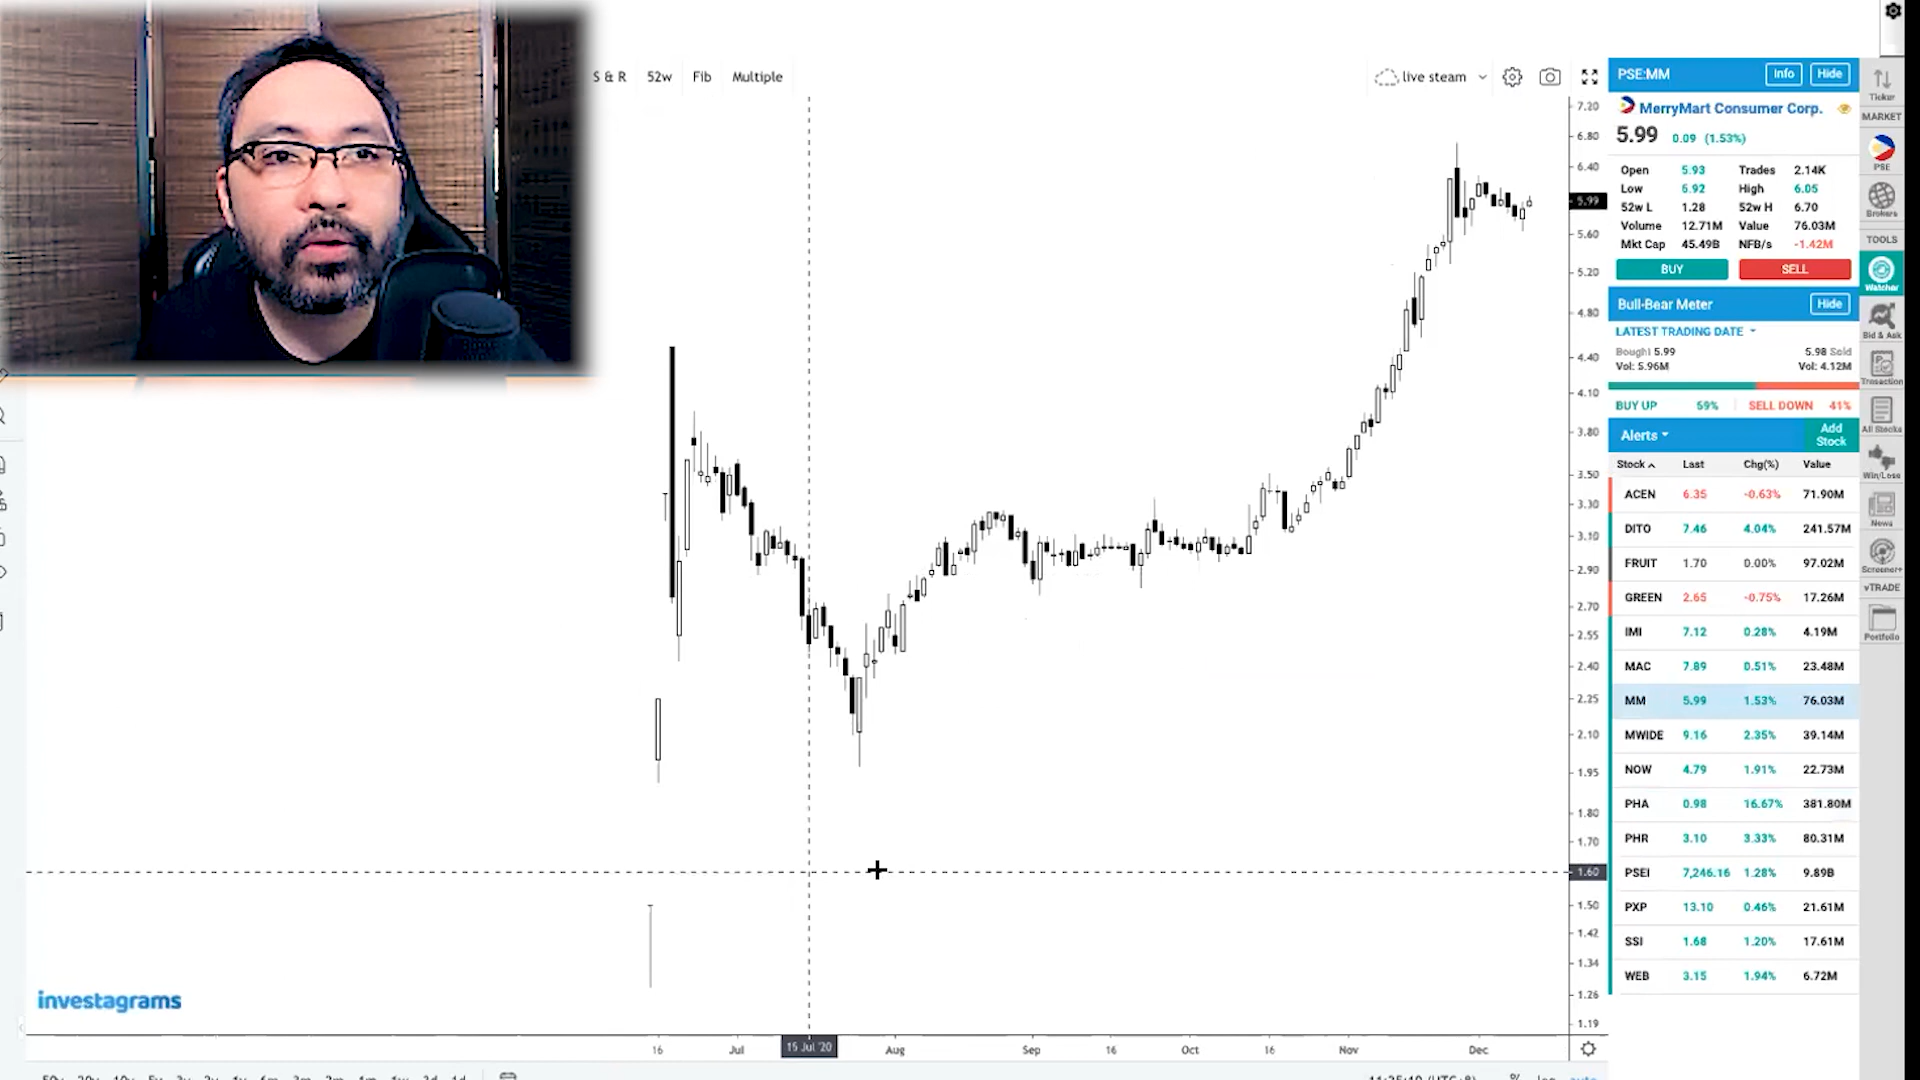 S & R 52w Fib Multiple
live steam
7.20
6.80
6.40
5.99
5.60
5.20
4.80
4.40
4.10
3.80
3.50
3.30
3.10
2.90
2.70
2.55
2.40
2.25
2.10
1.95
1.80
1.70
1.60
1.50
1.42
1.34
1.26
1.19
investagrams
16 Jul 15 Jul '20 Aug Sep 16 Oct 16 Nov Dec
PSE:MM Info Hide
MerryMart Consumer Corp.
5.99 0.09 (1.53%)
Open 5.93 Trades 2.14K
Low 5.92 High 6.05
52w L 1.28 52w H 6.70
Volume 12.71M Value 76.03M
Mkt Cap 45.49B NFB/s -1.42M
BUY SELL
Bull-Bear Meter Hide
LATEST TRADING DATE
Bought 5.99 5.98 Sold
Vol: 5.96M Vol: 4.12M
BUY UP 59% SELL DOWN 41%
Alerts Add Stock
Stock Last Chg(%) Value
ACEN 6.35 -0.63% 71.90M
DITO 7.46 4.04% 241.57M
FRUIT 1.70 0.00% 97.02M
GREEN 2.65 -0.75% 17.26M
IMI 7.12 0.28% 4.19M
MAC 7.89 0.51% 23.48M
MM 5.99 1.53% 76.03M
MWIDE 9.16 2.35% 39.14M
NOW 4.79 1.91% 22.73M
PHA 0.98 16.67% 381.80M
PHR 3.10 3.33% 80.31M
PSEI 7,246.16 1.28% 9.89B
PXP 13.10 0.46% 21.61M
SSI 1.68 1.20% 17.61M
WEB 3.15 1.94% 6.72M
Ticker
MARKET
PSE
Brokers
TOOLS
Watcher
Bid & Ask
Transaction
All Stocks
Win/Lose
News
Screener+
vTRADE
Portfolio